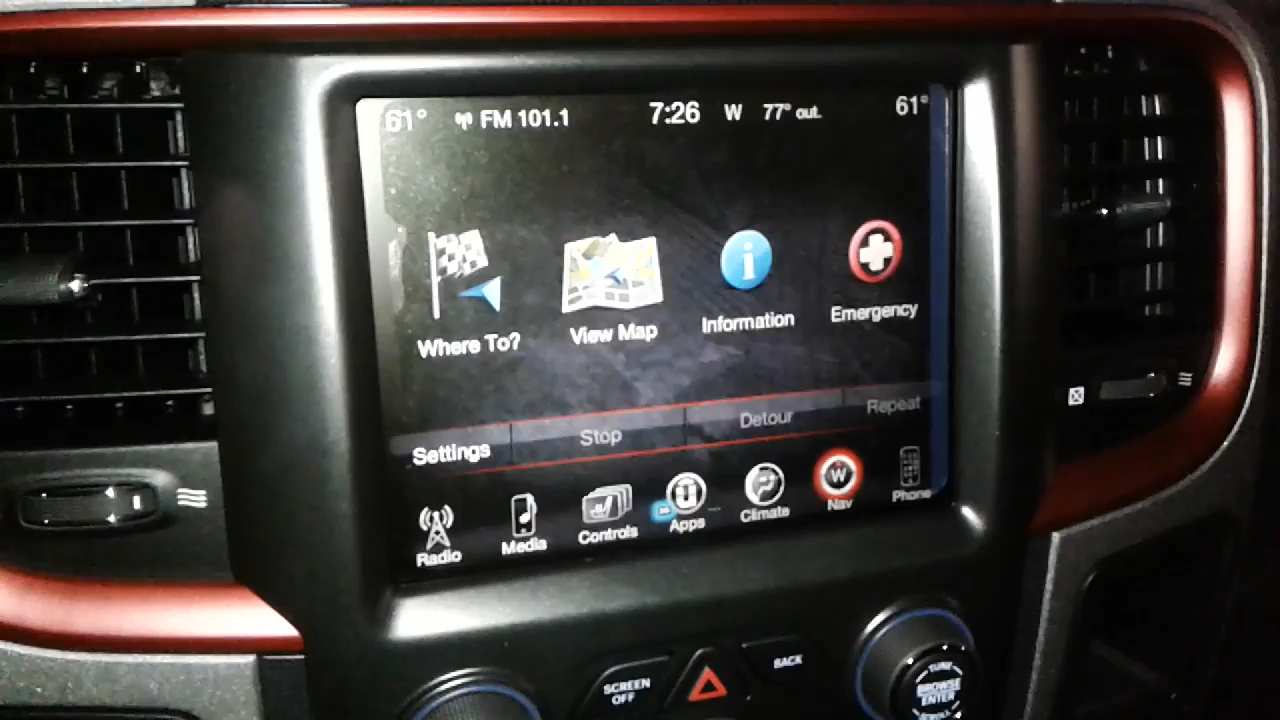 61° FM 101.1 7:26 W 77° out. 61°
Where To? View Map Information Emergency
Settings Stop Detour Repeat
Radio Media Controls Apps Climate W Nav Phone
SCREEN OFF BACK
TUNE
BROWSE
ENTER
SCROLL